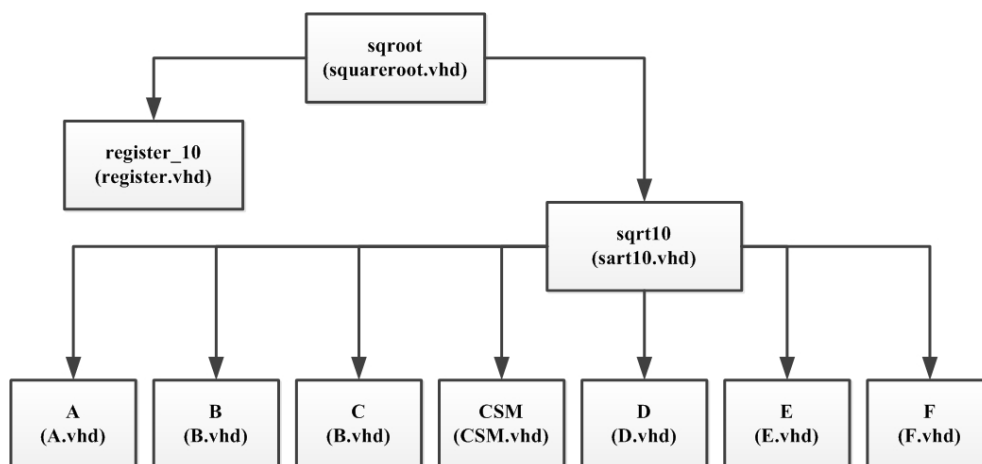 sqroot
(squareroot.vhd)
register_10
(register.vhd)
sqrt10
(sart10.vhd)
A
(A.vhd)
B
(B.vhd)
C
(B.vhd)
CSM
(CSM.vhd)
D
(D.vhd)
E
(E.vhd)
F
(F.vhd)